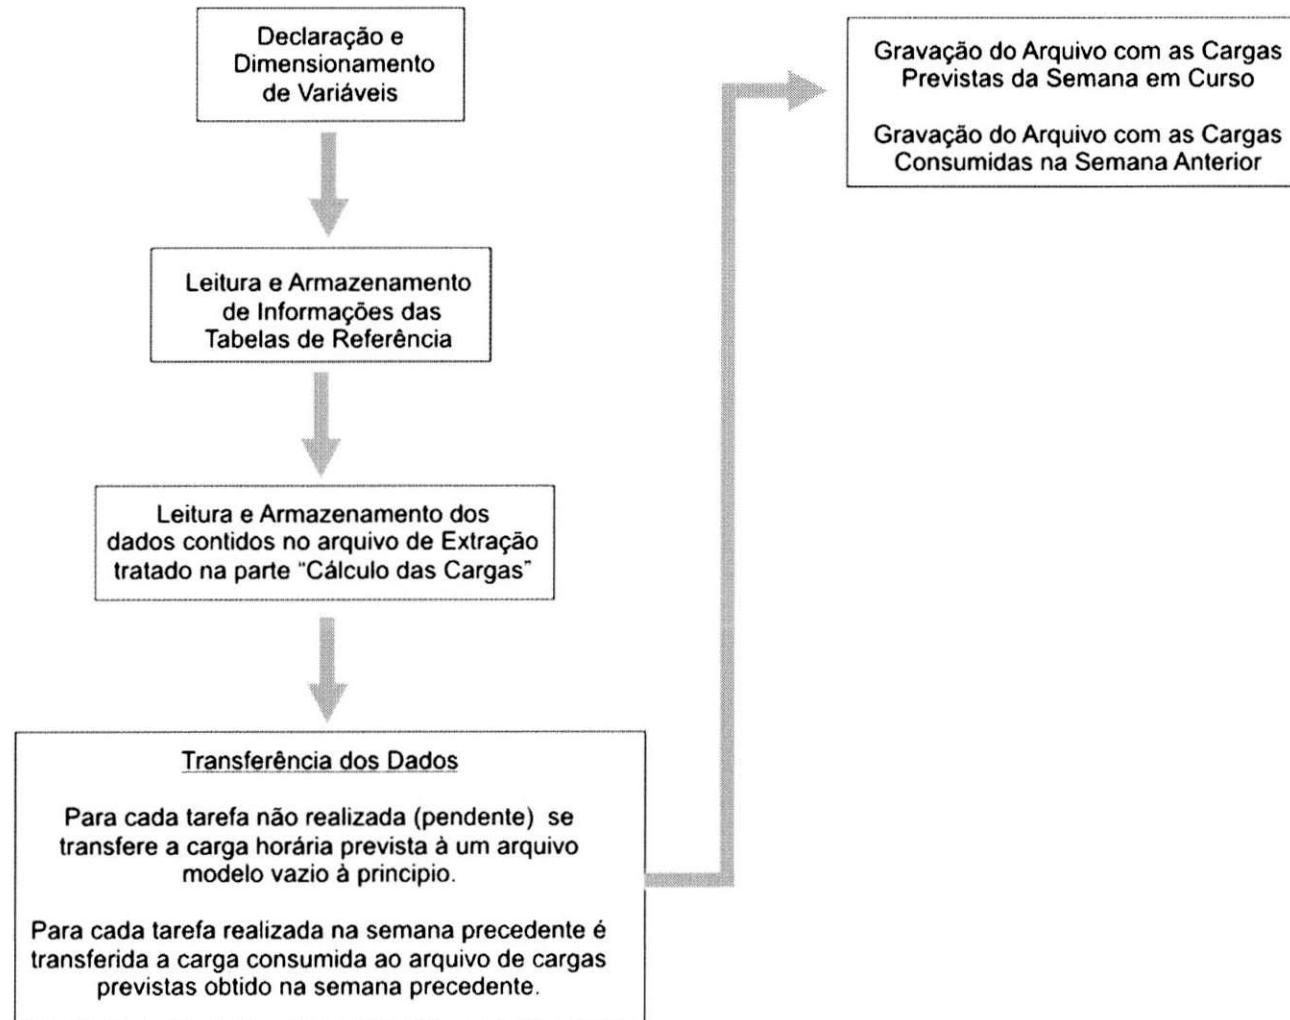 Declaração e
Dimensionamento
de Variáveis
Leitura e Armazenamento
de Informações das
Tabelas de Referência
Leitura e Armazenamento dos
dados contidos no arquivo de Extração
tratado na parte “Cálculo das Cargas”
Transferência dos Dados
Para cada tarefa não realizada (pendente) se
transfere a carga horária prevista à um arquivo
modelo vazio à principio.
Para cada tarefa realizada na semana precedente é
transferida a carga consumida ao arquivo de cargas
previstas obtido na semana precedente.
Gravação do Arquivo com as Cargas
Previstas da Semana em Curso
Gravação do Arquivo com as Cargas
Consumidas na Semana Anterior